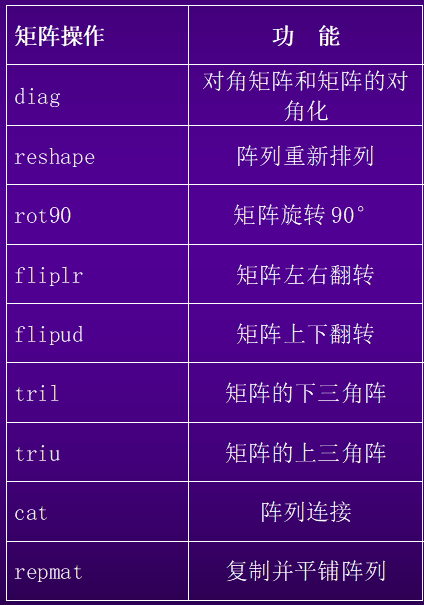 矩阵操作 功 能
diag 对角矩阵和矩阵的对
角化
reshape 阵列重新排列
rot90 矩阵旋转90°
fliplr 矩阵左右翻转
flipud 矩阵上下翻转
tril 矩阵的下三角阵
triu 矩阵的上三角阵
cat 阵列连接
repmat 复制并平铺阵列